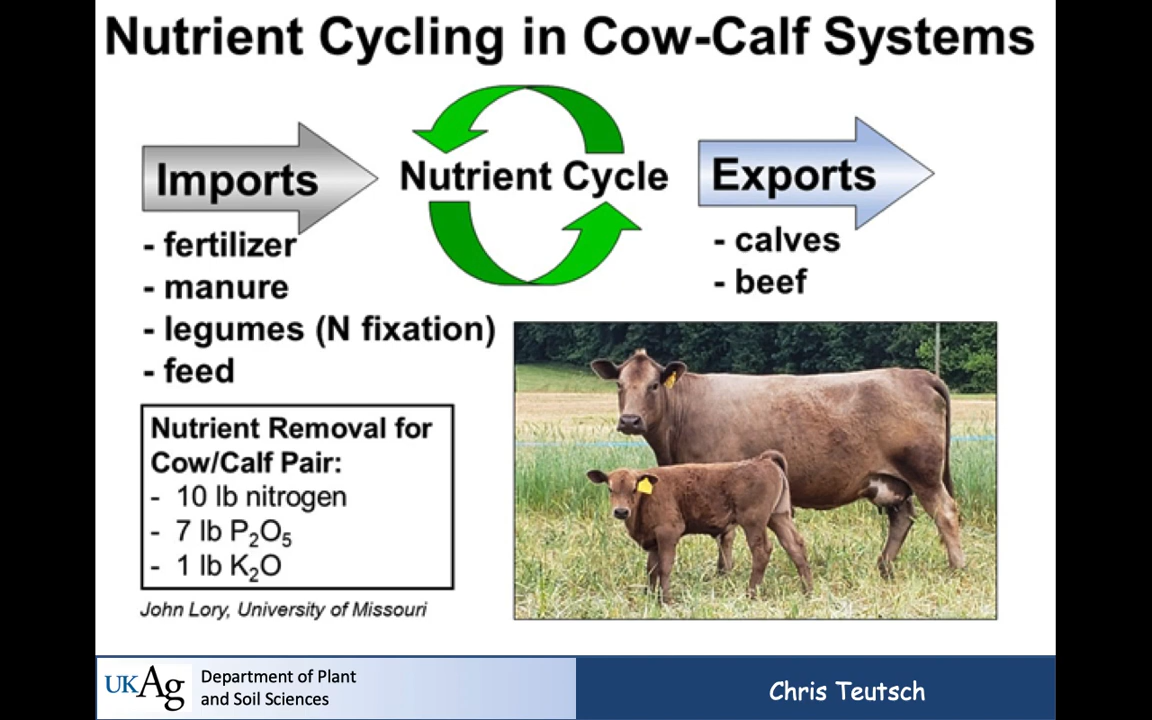 Nutrient Cycling in Cow-Calf Systems
Imports
Nutrient Cycle
Exports
- fertilizer
- manure
- legumes (N fixation)
- feed
- calves
- beef
Nutrient Removal for
Cow/Calf Pair:
- 10 lb nitrogen
- 7 lb P₂O₅
- 1 lb K₂O
John Lory, University of Missouri
UKAg
Department of Plant
and Soil Sciences
Chris Teutsch